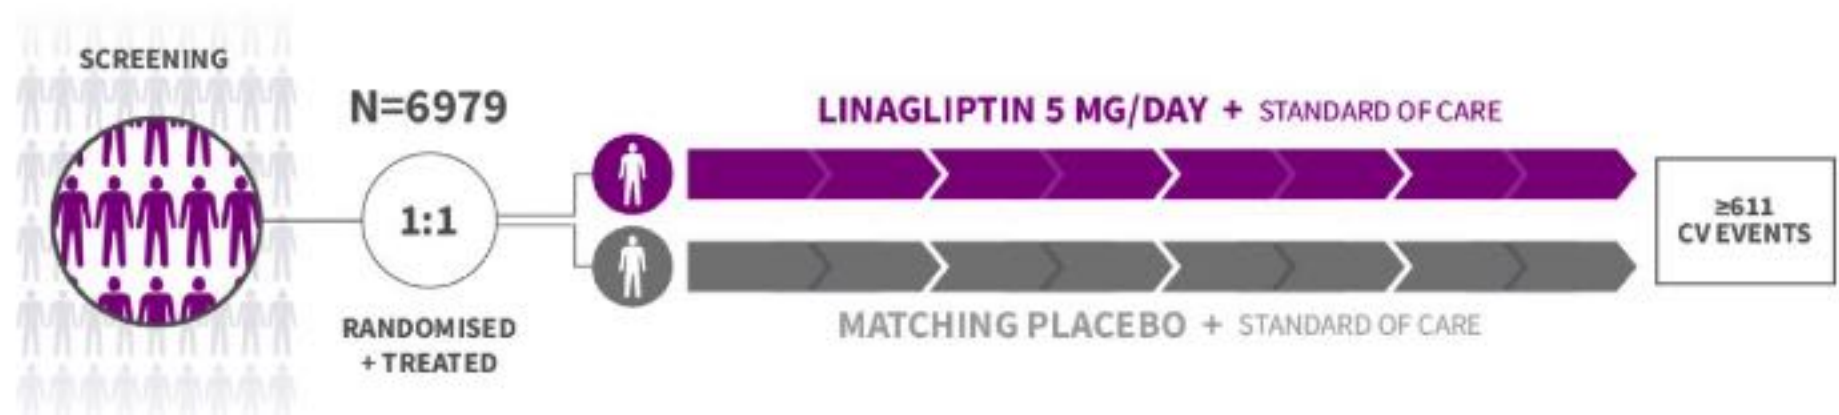 SCREENING
N=6979
1:1
RANDOMISED
+ TREATED
LINAGLIPTIN 5 MG/DAY + STANDARD OF CARE
MATCHING PLACEBO + STANDARD OF CARE
≥611
CV EVENTS